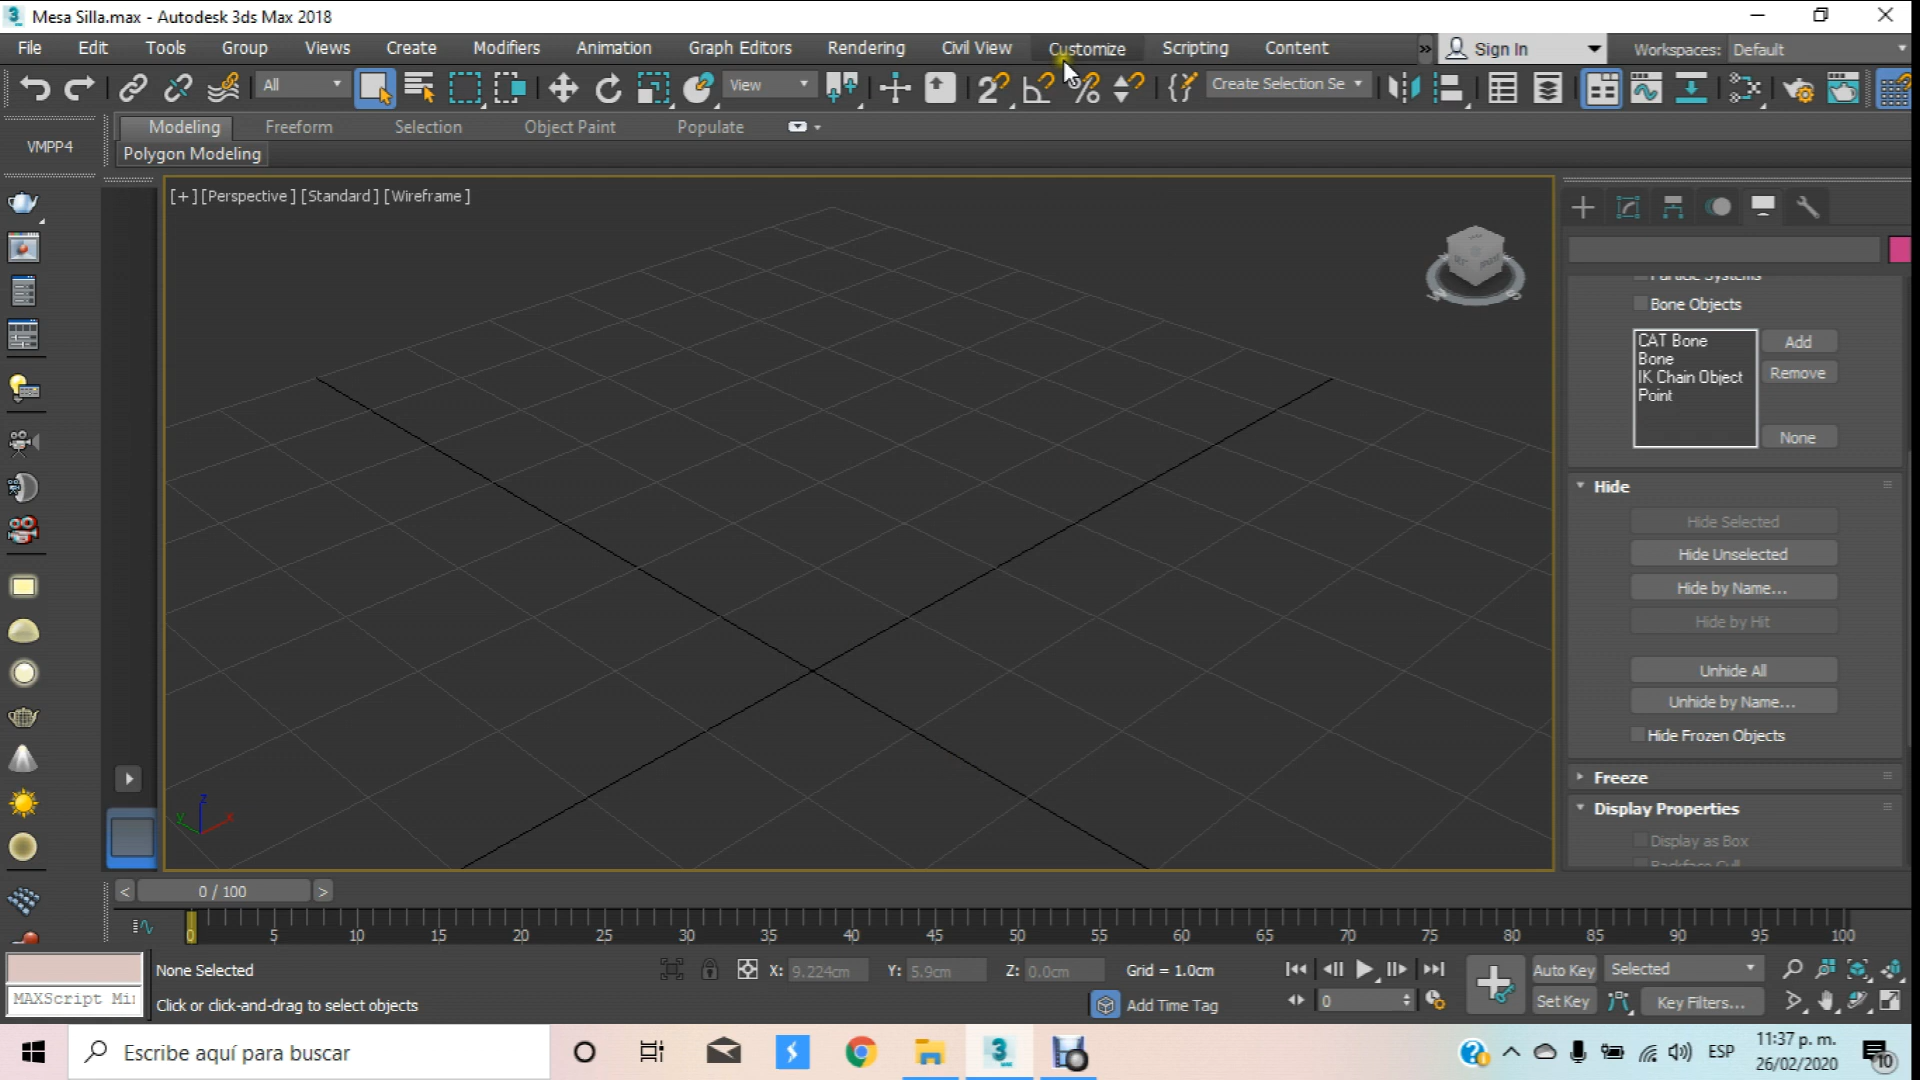 Mesa Silla.max - Autodesk 3ds Max 2018
File Edit Tools Group Views Create Modifiers Animation Graph Editors Rendering Civil View Customize Scripting Content » Sign In Workspaces: Default
All View Create Selection Se
VMPP4 Modeling Freeform Selection Object Paint Populate
Polygon Modeling
[+] [Perspective] [Standard] [Wireframe]
Particle Systems
Bone Objects
CAT Bone Add
Bone
IK Chain Object Remove
Point
None
Hide
Hide Selected
Hide Unselected
Hide by Name...
Hide by Hit
Unhide All
Unhide by Name...
Hide Frozen Objects
Freeze
Display Properties
Display as Box
Backface Cull
z
y x
< 0 / 100 >
0 5 10 15 20 25 30 35 40 45 50 55 60 65 70 75 80 85 90 95 100
None Selected X: 9.224cm Y: 5.9cm Z: 0.0cm Grid = 1.0cm Auto Key Selected
MAXScript Mi Click or click-and-drag to select objects Add Time Tag 0 Set Key Key Filters...
Escribe aquí para buscar ESP 11:37 p. m.
26/02/2020 10